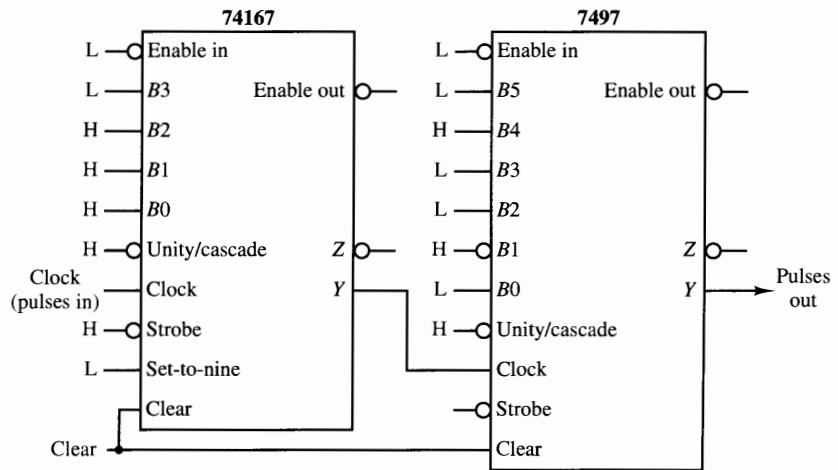 74167
7497
L Enable in
L B3 Enable out
H B2
H B1
H B0
H Unity/cascade Z
Clock
(pulses in) Clock Y
H Strobe
L Set-to-nine
Clear
Clear
L Enable in
L B5 Enable out
H B4
L B3
L B2
H B1 Z
L B0 Y
Pulses
out
H Unity/cascade
Clock
Strobe
Clear